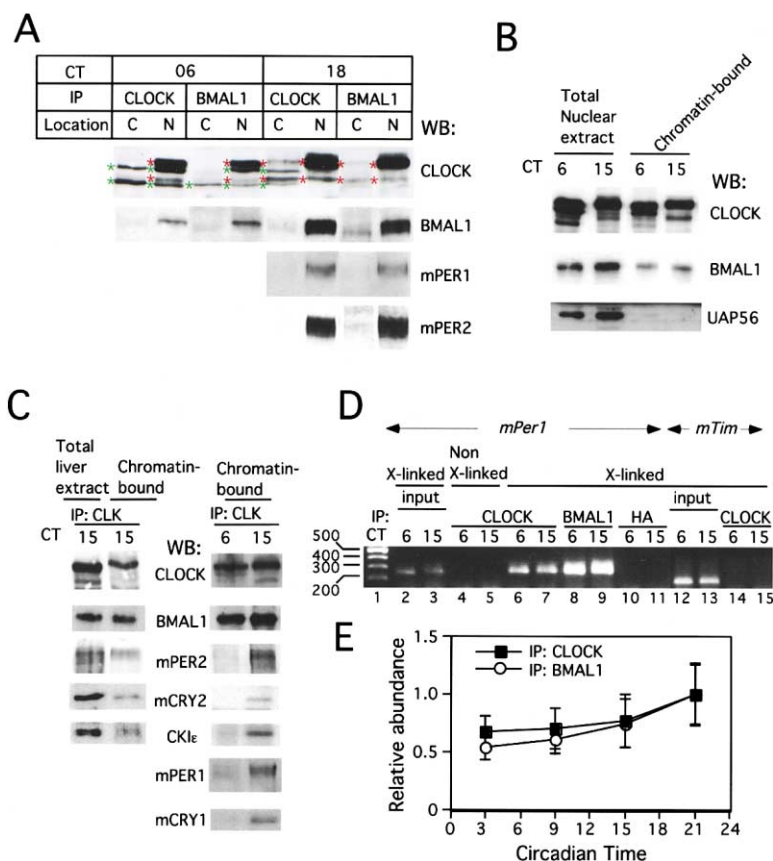 A
CT 06 18
IP CLOCK BMAL1 CLOCK BMAL1
Location C N C N C N C N WB:
CLOCK
BMAL1
mPER1
mPER2
B
Total Nuclear extract
Chromatin-bound
CT 6 15 6 15 WB:
CLOCK
BMAL1
UAP56
C
Total liver extract
Chromatin-bound
Chromatin-bound
IP: CLK IP: CLK
CT 15 15 6 15
WB:
CLOCK
BMAL1
mPER2
mCRY2
CKIε
mPER1
mCRY1
D
mPer1 mTim
Non X-linked
X-linked X-linked
input input
IP: CLOCK BMAL1 HA CLOCK
CT 6 15 6 15 6 15 6 15 6 15 6 15 6 15
500
400
300
200
1 2 3 4 5 6 7 8 9 10 11 12 13 14 15
E
IP: CLOCK
IP: BMAL1
Relative abundance
1.5
1.0
0.5
0
0 3 6 9 12 15 18 21 24
Circadian Time